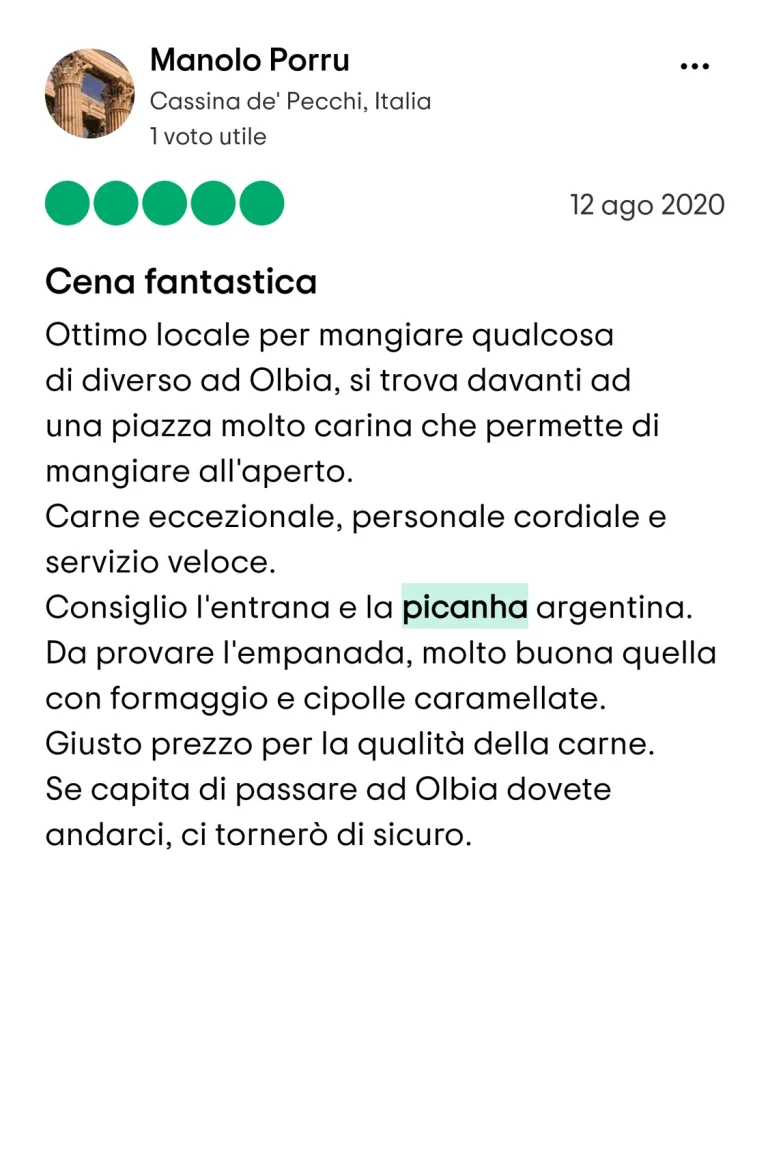 Manolo Porru
Cassina de' Pecchi, Italia
1 voto utile
12 ago 2020
Cena fantastica
Ottimo locale per mangiare qualcosa
di diverso ad Olbia, si trova davanti ad
una piazza molto carina che permette di
mangiare all'aperto.
Carne eccezionale, personale cordiale e
servizio veloce.
Consiglio l'entrana e la picanha argentina.
Da provare l'empanada, molto buona quella
con formaggio e cipolle caramellate.
Giusto prezzo per la qualità della carne.
Se capita di passare ad Olbia dovete
andarci, ci tornerò di sicuro.